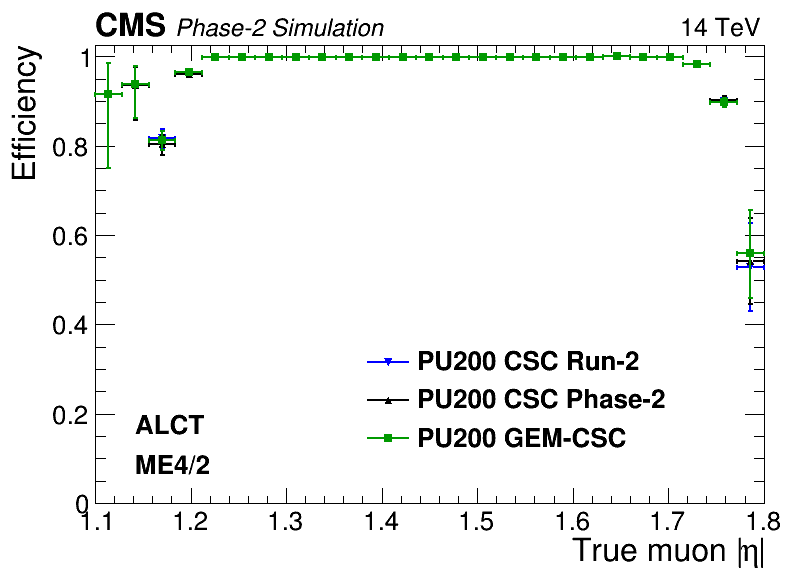 CMS Phase-2 Simulation 14 TeV
Efficiency
1
0.8
0.6
0.4
0.2
0
PU200 CSC Run-2
PU200 CSC Phase-2
PU200 GEM-CSC
ALCT
ME4/2
1.1 1.2 1.3 1.4 1.5 1.6 1.7 1.8
True muon |η|